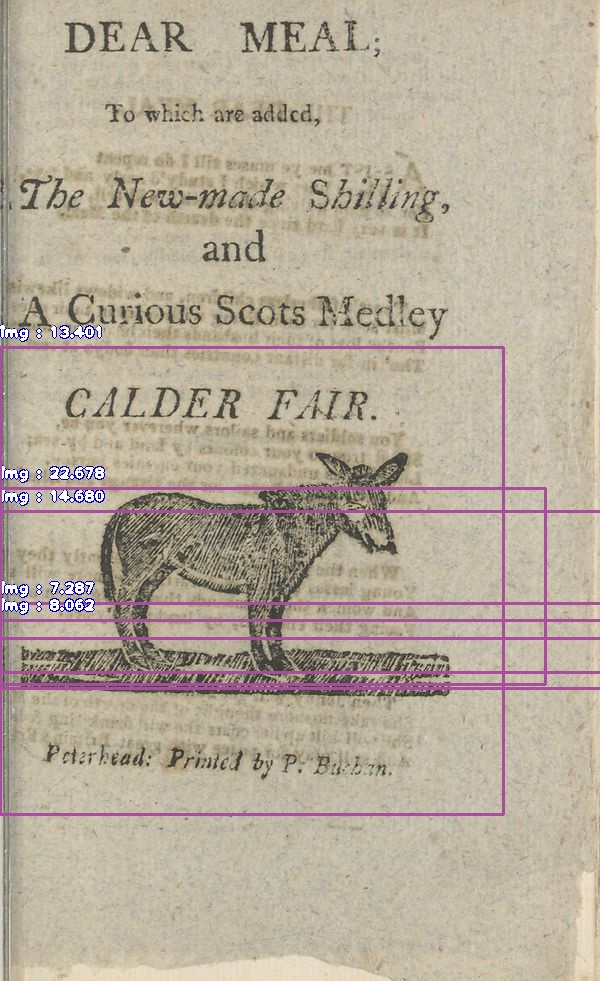 DEAR MEAL;
To which are added,
The New-made Shilling,
and
A Curious Scots Medley
Img : 13.401
CALDER FAIR.
Img : 22.678
Img : 14.680
Img : 7.287
Img : 8.062
Peterhead: Printed by P. Buchan.